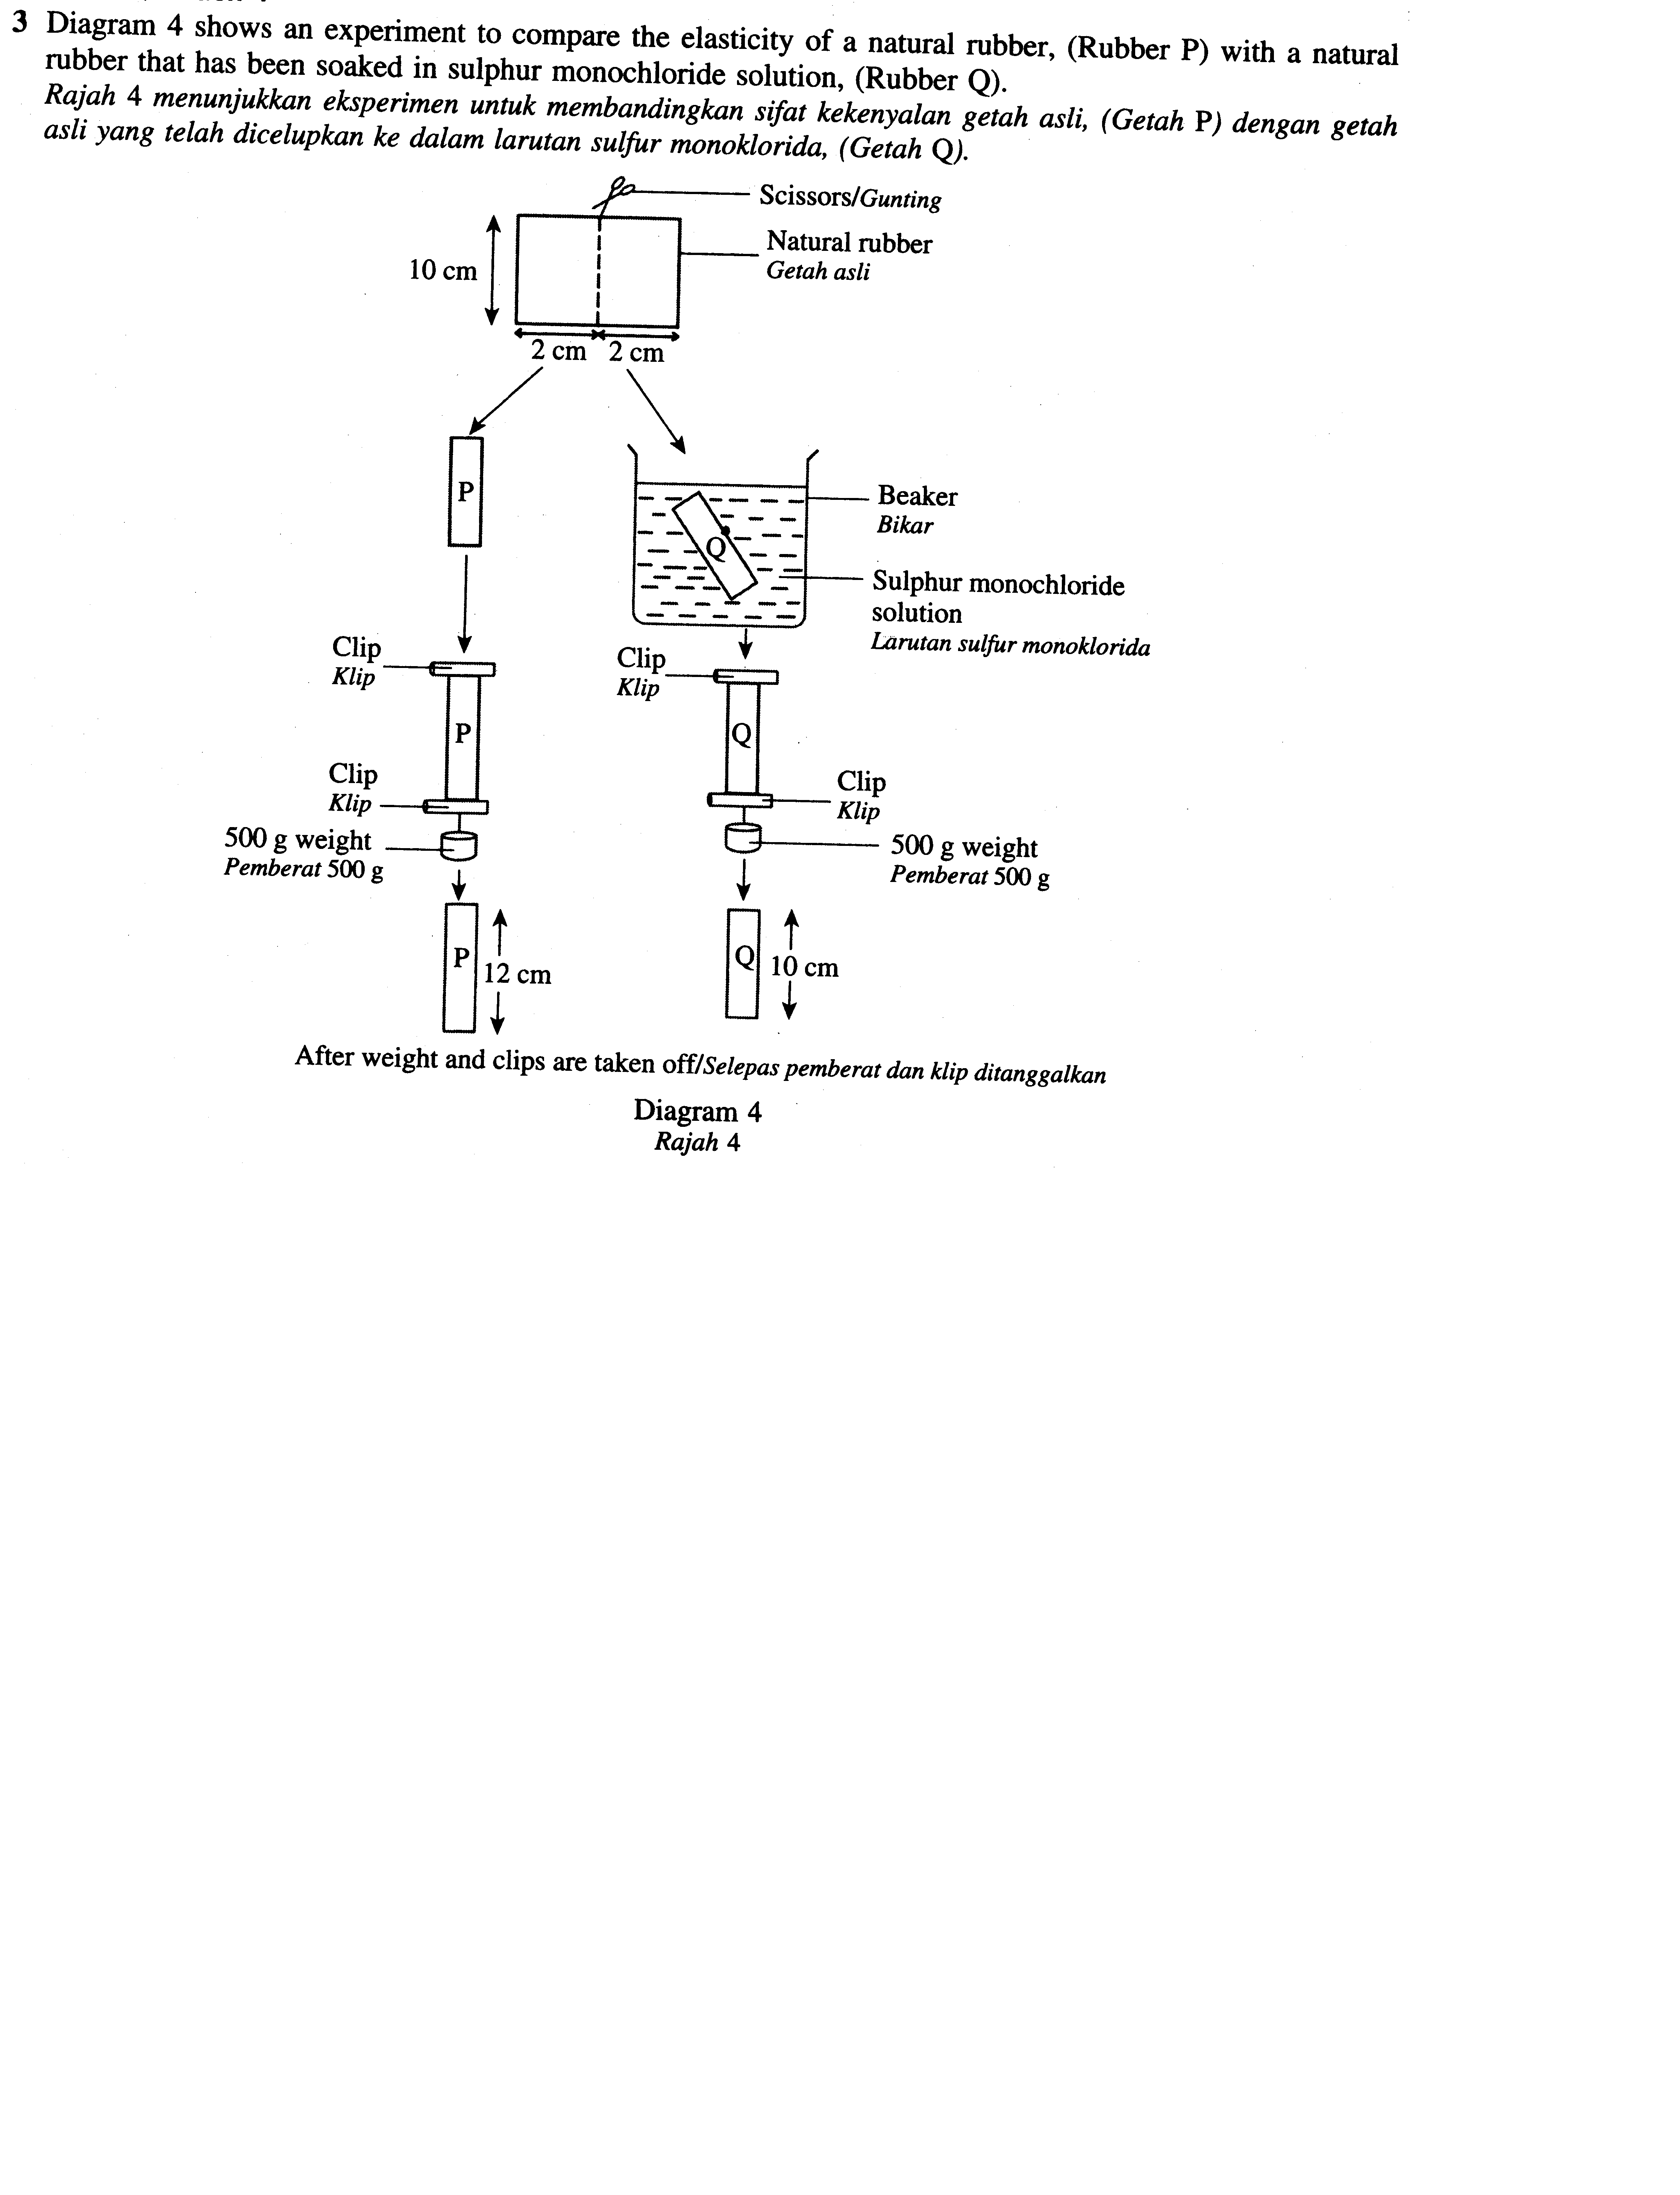 3 Diagram 4 shows an experiment to compare the elasticity of a natural rubber, (Rubber P) with a natural
rubber that has been soaked in sulphur monochloride solution, (Rubber Q).
Rajah 4 menunjukkan eksperimen untuk membandingkan sifat kekenyalan getah asli, (Getah P) dengan getah
asli yang telah dicelupkan ke dalam larutan sulfur monoklorida, (Getah Q).
Scissors/Gunting
Natural rubber
Getah asli
10 cm
2 cm 2 cm
P
Q
Beaker
Bikar
Sulphur monochloride
solution
Larutan sulfur monoklorida
Clip
Klip
Clip
Klip
P
Q
Clip
Klip
Clip
Klip
500 g weight
Pemberat 500 g
500 g weight
Pemberat 500 g
P
12 cm
Q
10 cm
After weight and clips are taken off/Selepas pemberat dan klip ditanggalkan
Diagram 4
Rajah 4